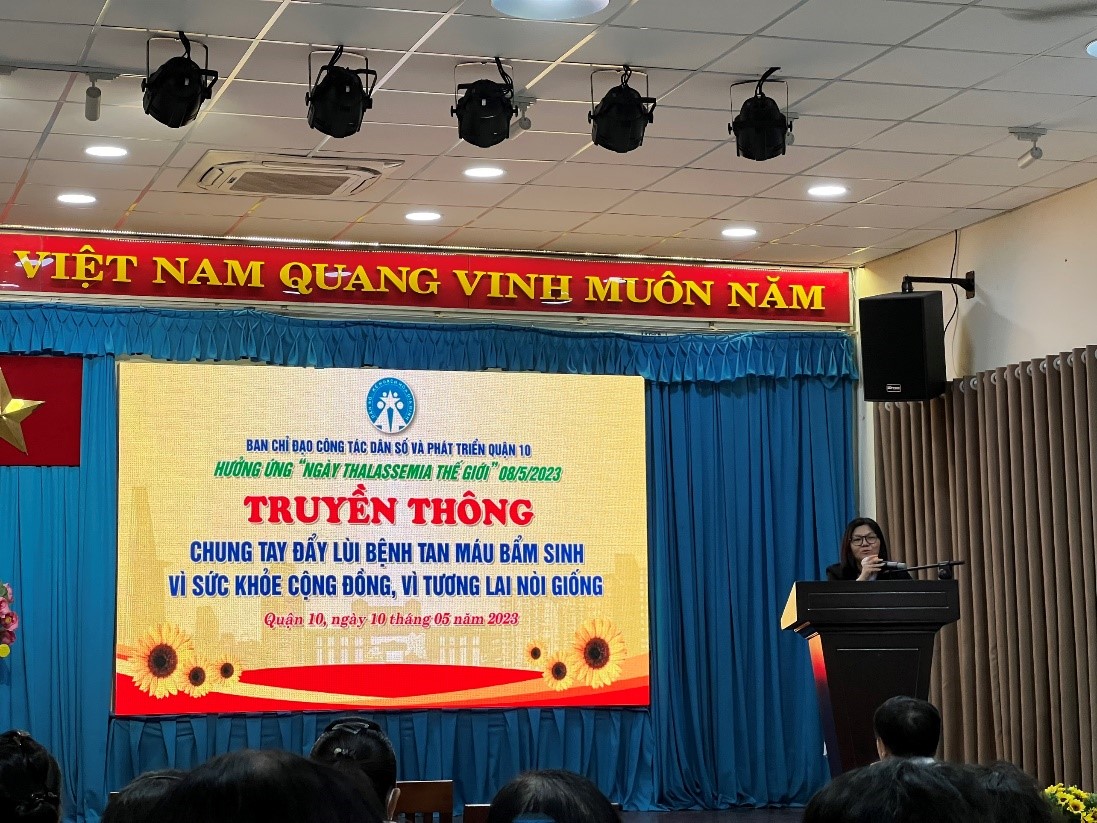 VIỆT NAM QUANG VINH MUÔN NĂM
BAN CHỈ ĐẠO CÔNG TÁC DÂN SỐ VÀ PHÁT TRIỂN QUẬN 10
HƯỞNG ỨNG "NGÀY THALASSEMIA THẾ GIỚI" 08/5/2023
TRUYỀN THÔNG
CHUNG TAY ĐẨY LÙI BỆNH TAN MÁU BẨM SINH
VÌ SỨC KHỎE CỘNG ĐỒNG, VÌ TƯƠNG LAI NÒI GIỐNG
Quận 10, ngày 10 tháng 05 năm 2023